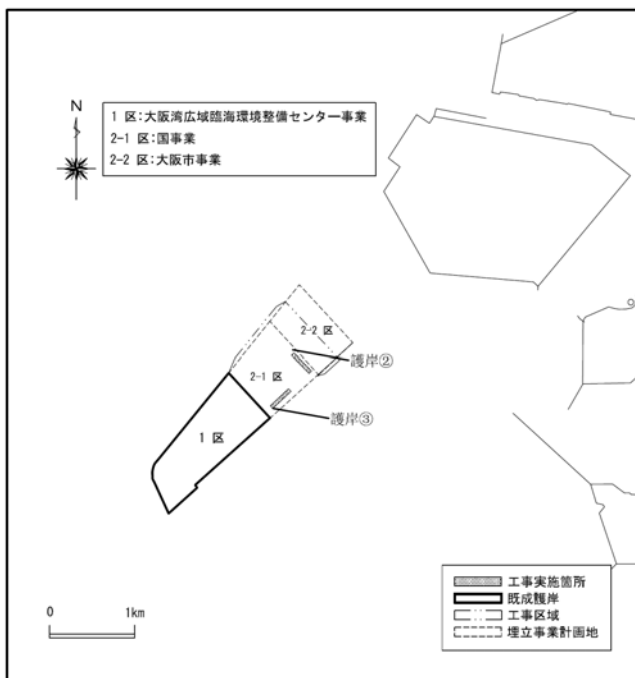 N
1 区:大阪湾広域臨海環境整備センター事業
2-1 区:国事業
2-2 区:大阪市事業
2-2 区
護岸②
2-1 区
護岸③
1 区
0 1km
工事実施箇所
既成護岸
工事区域
埋立事業計画地